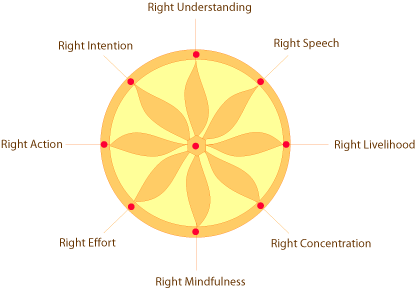 Right Understanding
Right Intention
Right Speech
Right Action
Right Livelihood
Right Effort
Right Concentration
Right Mindfulness